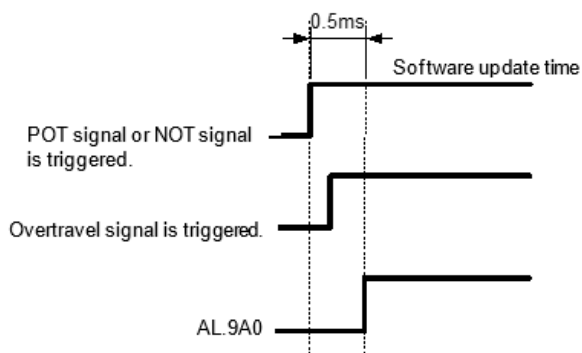 0.5ms
Software update time
POT signal or NOT signal
is triggered.
Overtravel signal is triggered.
AL.9A0